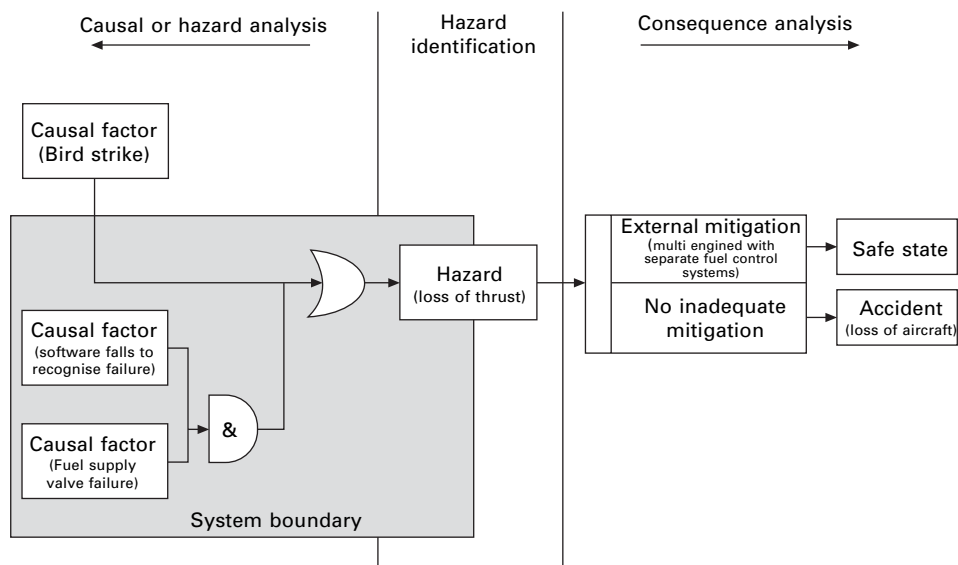 Causal or hazard analysis
Hazard
identification
Consequence analysis
Causal factor
(Bird strike)
Causal factor
(software falls to
recognise failure)
Causal factor
(Fuel supply
valve failure)
&
System boundary
Hazard
(loss of thrust)
External mitigation
(multi engined with
separate fuel control
systems)
No inadequate
mitigation
Safe state
Accident
(loss of aircraft)